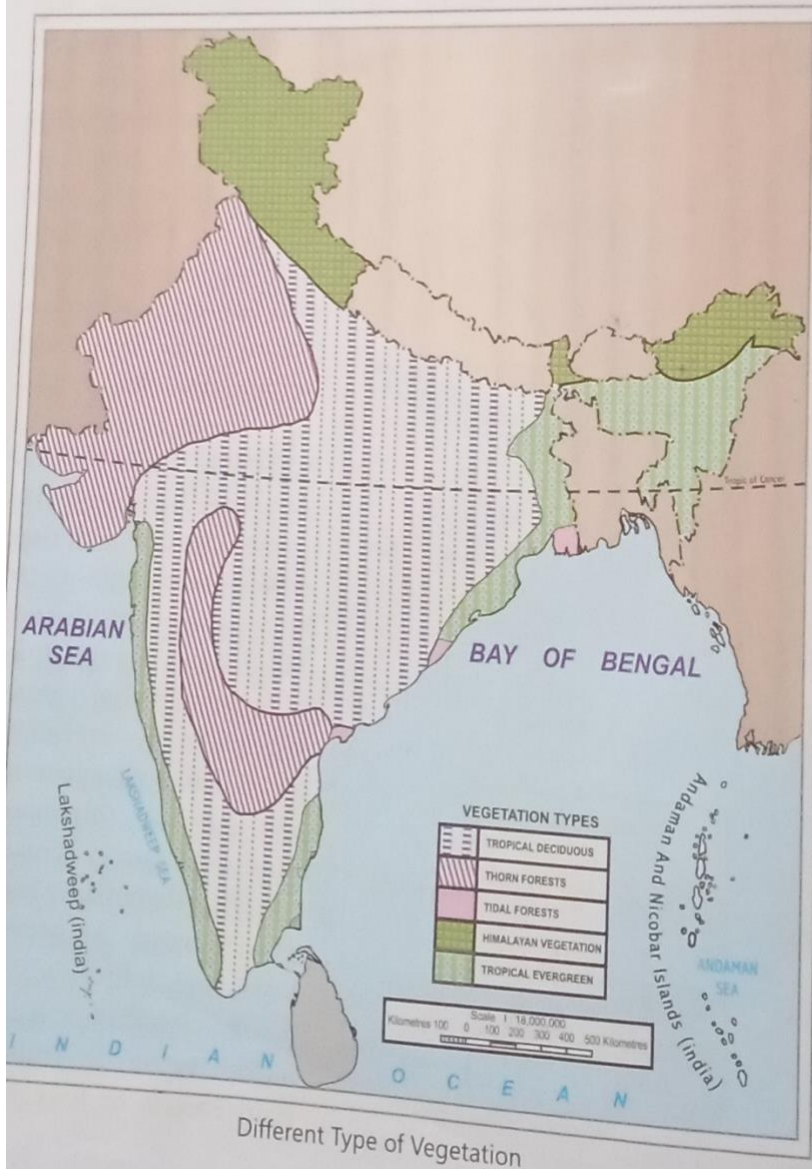 Tropic of Cancer
ARABIAN
SEA
BAY OF BENGAL
LAKSHADWEEP SEA
Lakshadweep (india)
VEGETATION TYPES
TROPICAL DECIDUOUS
THORN FORESTS
TIDAL FORESTS
HIMALAYAN VEGETATION
TROPICAL EVERGREEN
Andaman And Nicobar Islands (india)
ANDAMAN
SEA
Scale 1 : 18,000,000
Kilometres 100 0 100 200 300 400 500 Kilometres
INDIAN OCEAN
Different Type of Vegetation